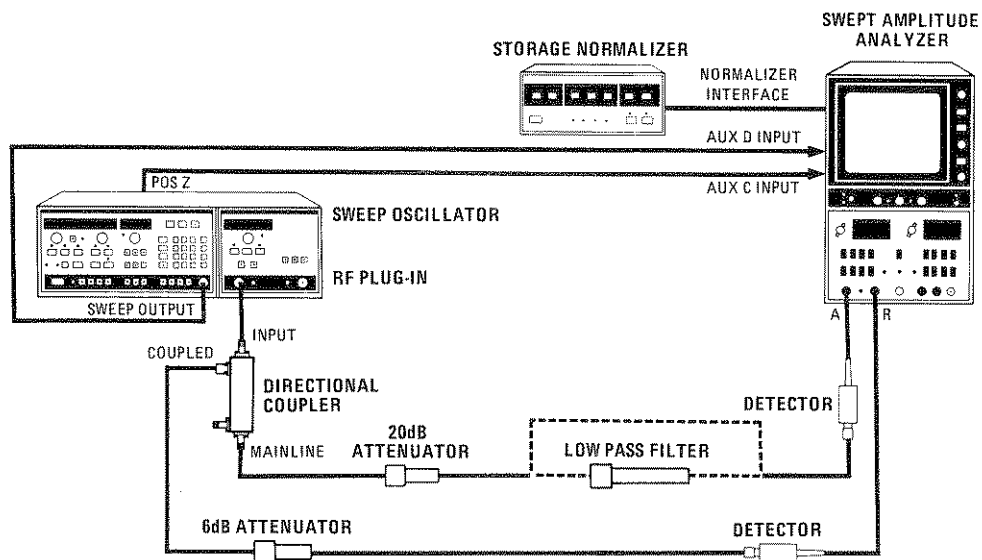 SWEPT AMPLITUDE
ANALYZER
STORAGE NORMALIZER
NORMALIZER
INTERFACE
AUX D INPUT
POS Z
AUX C INPUT
SWEEP OSCILLATOR
RF PLUG-IN
SWEEP OUTPUT
A
R
INPUT
COUPLED
DIRECTIONAL
COUPLER
DETECTOR
20dB
ATTENUATOR
MAINLINE
LOW PASS FILTER
6dB ATTENUATOR
DETECTOR